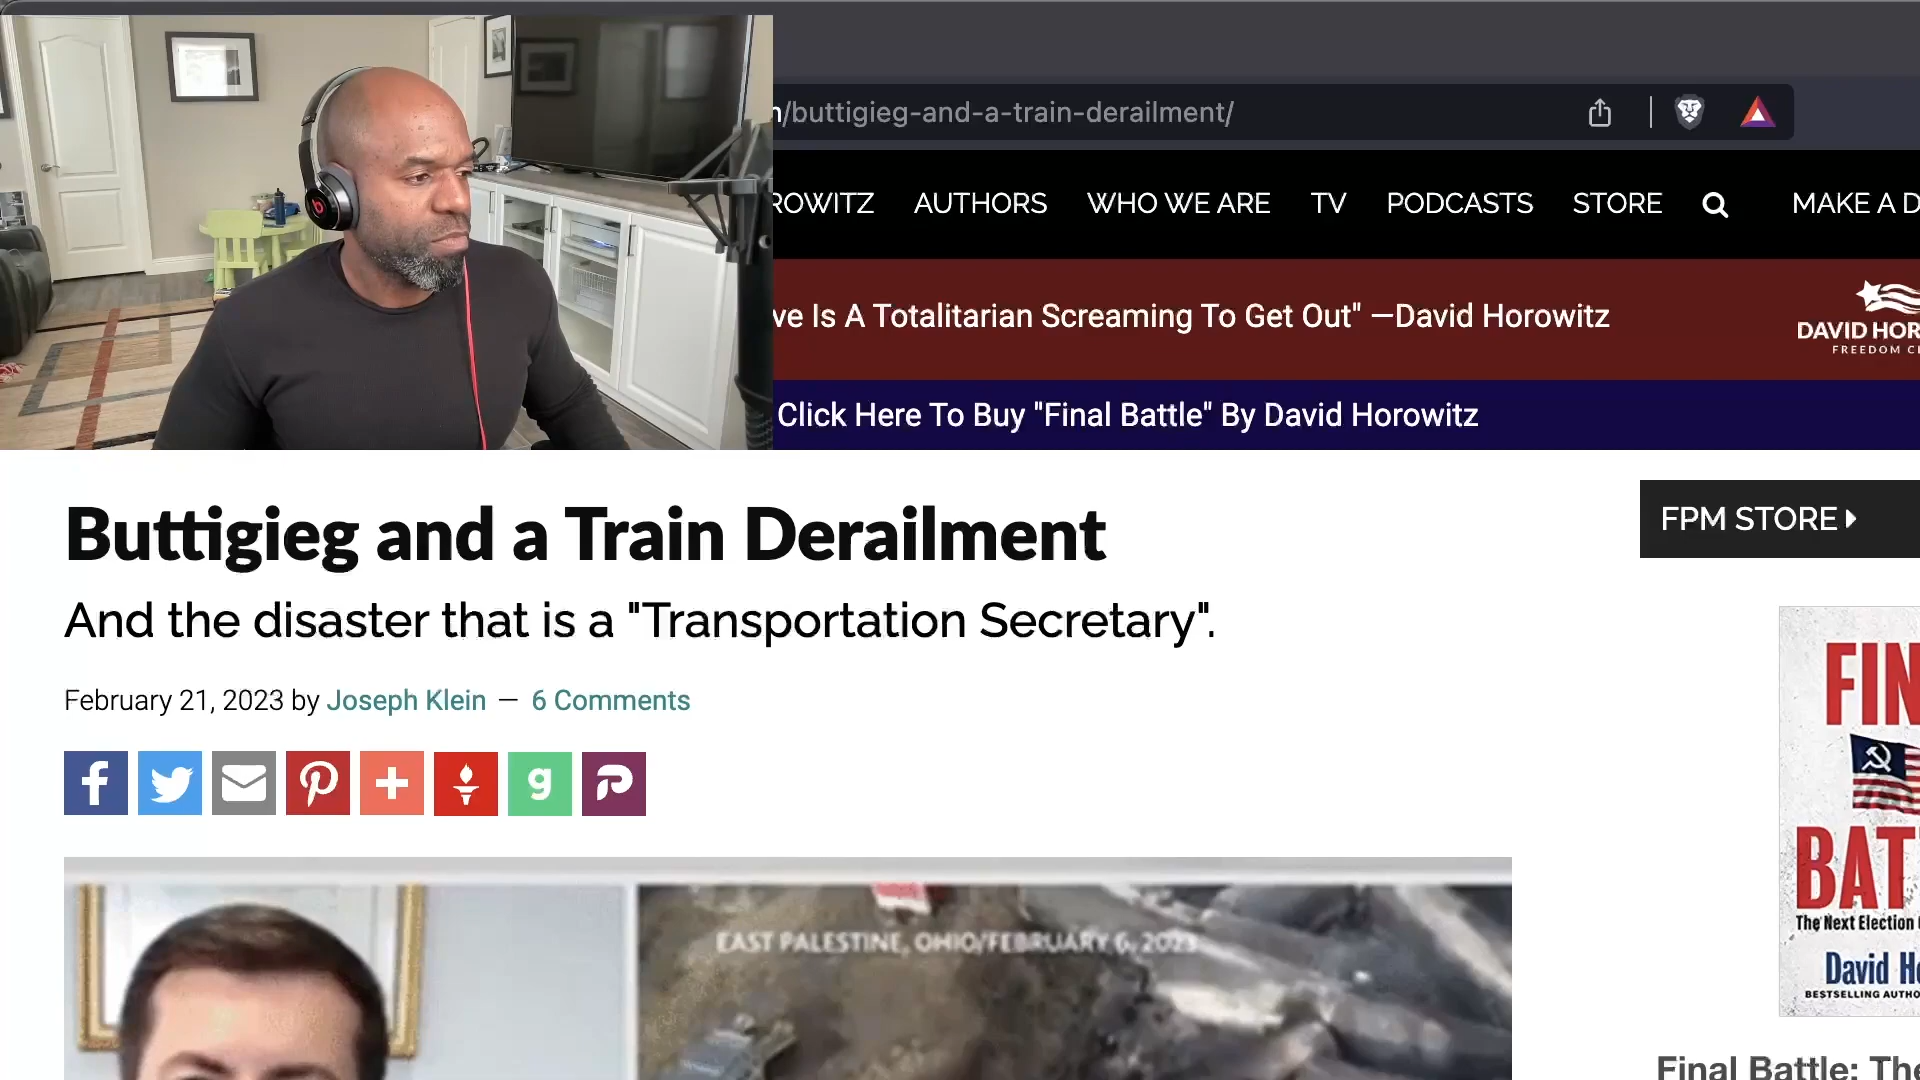 /buttigieg-and-a-train-derailment/
ROWITZ AUTHORS WHO WE ARE TV PODCASTS STORE MAKE A D
ve Is A Totalitarian Screaming To Get Out" —David Horowitz
DAVID HOR
FREEDOM CE
Click Here To Buy "Final Battle" By David Horowitz
Buttigieg and a Train Derailment
And the disaster that is a "Transportation Secretary".
February 21, 2023 by Joseph Klein — 6 Comments
EAST PALESTINE, OHIO/FEBRUARY 6, 2023
FPM STORE
FIN
BAT
The Next Election
David Ho
BESTSELLING AUTHO
Final Battle: The